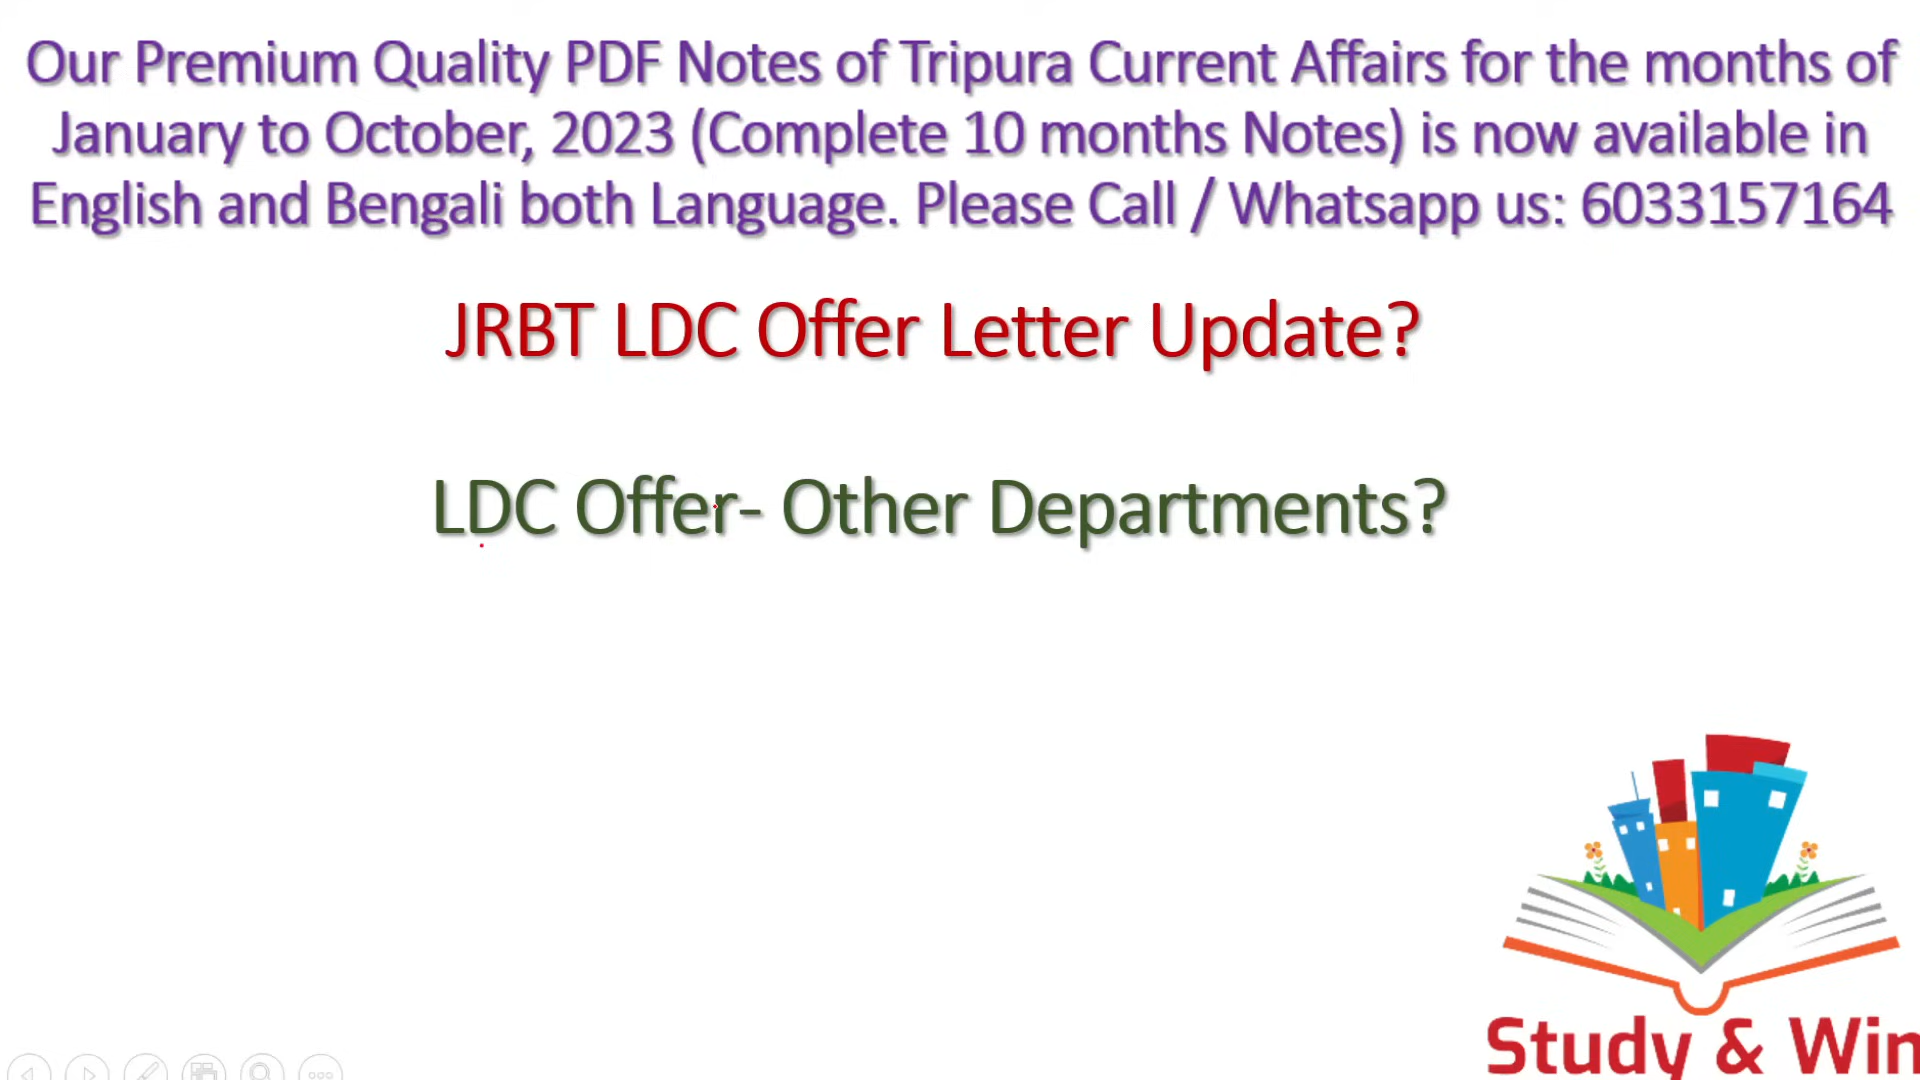 Our Premium Quality PDF Notes of Tripura Current Affairs for the months of
January to October, 2023 (Complete 10 months Notes) is now available in
English and Bengali both Language. Please Call / Whatsapp us: 6033157164
JRBT LDC Offer Letter Update?
LDC Offer- Other Departments?
Study & Win